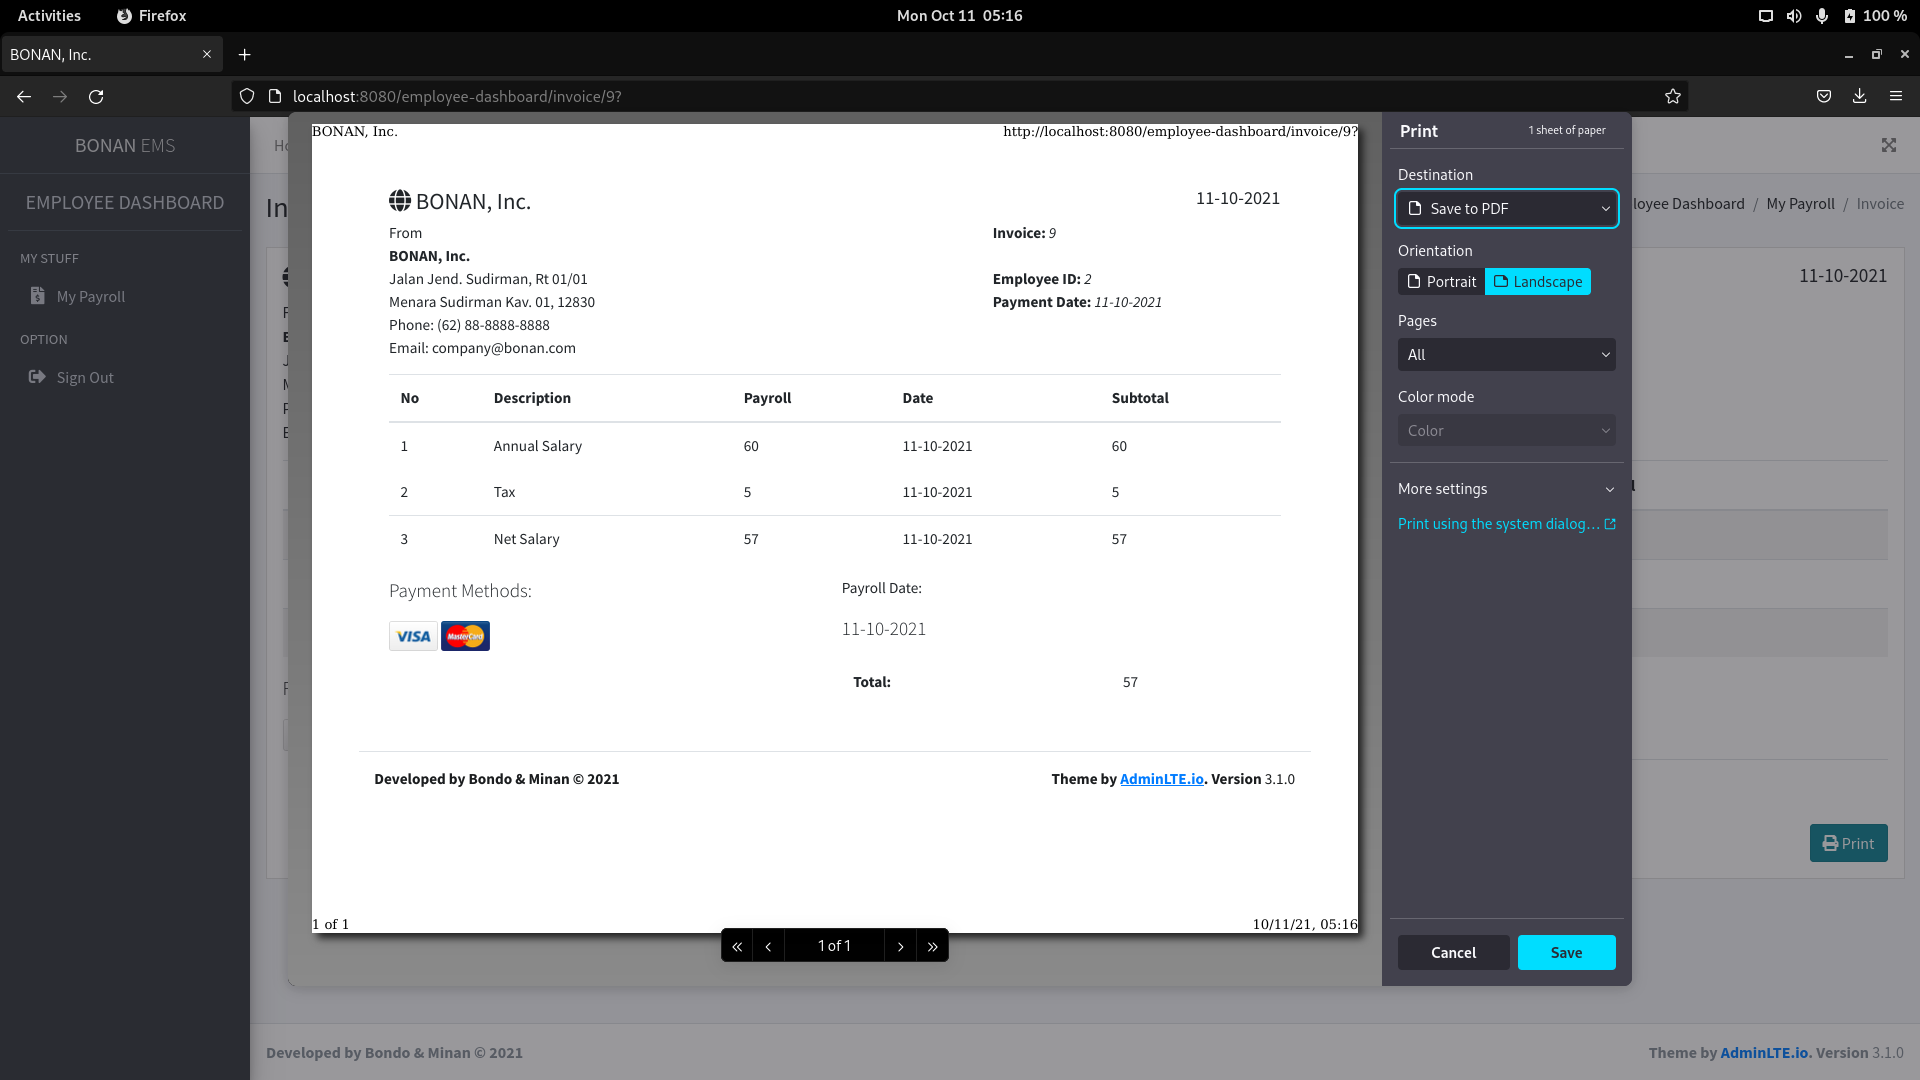 Activities Firefox Mon Oct 11 05:16 100 %
BONAN, Inc.
localhost:8080/employee-dashboard/invoice/9?
BONAN EMS
EMPLOYEE DASHBOARD
MY STUFF
My Payroll
OPTION
Sign Out
In
BONAN, Inc. http://localhost:8080/employee-dashboard/invoice/9?
BONAN, Inc. 11-10-2021
From
BONAN, Inc.
Jalan Jend. Sudirman, Rt 01/01
Menara Sudirman Kav. 01, 12830
Phone: (62) 88-8888-8888
Email: company@bonan.com
Invoice: 9
Employee ID: 2
Payment Date: 11-10-2021
No Description Payroll Date Subtotal
1 Annual Salary 60 11-10-2021 60
2 Tax 5 11-10-2021 5
3 Net Salary 57 11-10-2021 57
Payment Methods:
VISA MasterCard
Payroll Date:
11-10-2021
Total: 57
Developed by Bondo & Minan © 2021 Theme by AdminLTE.io. Version 3.1.0
1 of 1 10/11/21, 05:16
1 of 1
Print 1 sheet of paper
Destination
Save to PDF
Orientation
Portrait Landscape
Pages
All
Color mode
Color
More settings
Print using the system dialog...
Cancel Save
loyee Dashboard / My Payroll / Invoice
11-10-2021
Print
Developed by Bondo & Minan © 2021 Theme by AdminLTE.io. Version 3.1.0